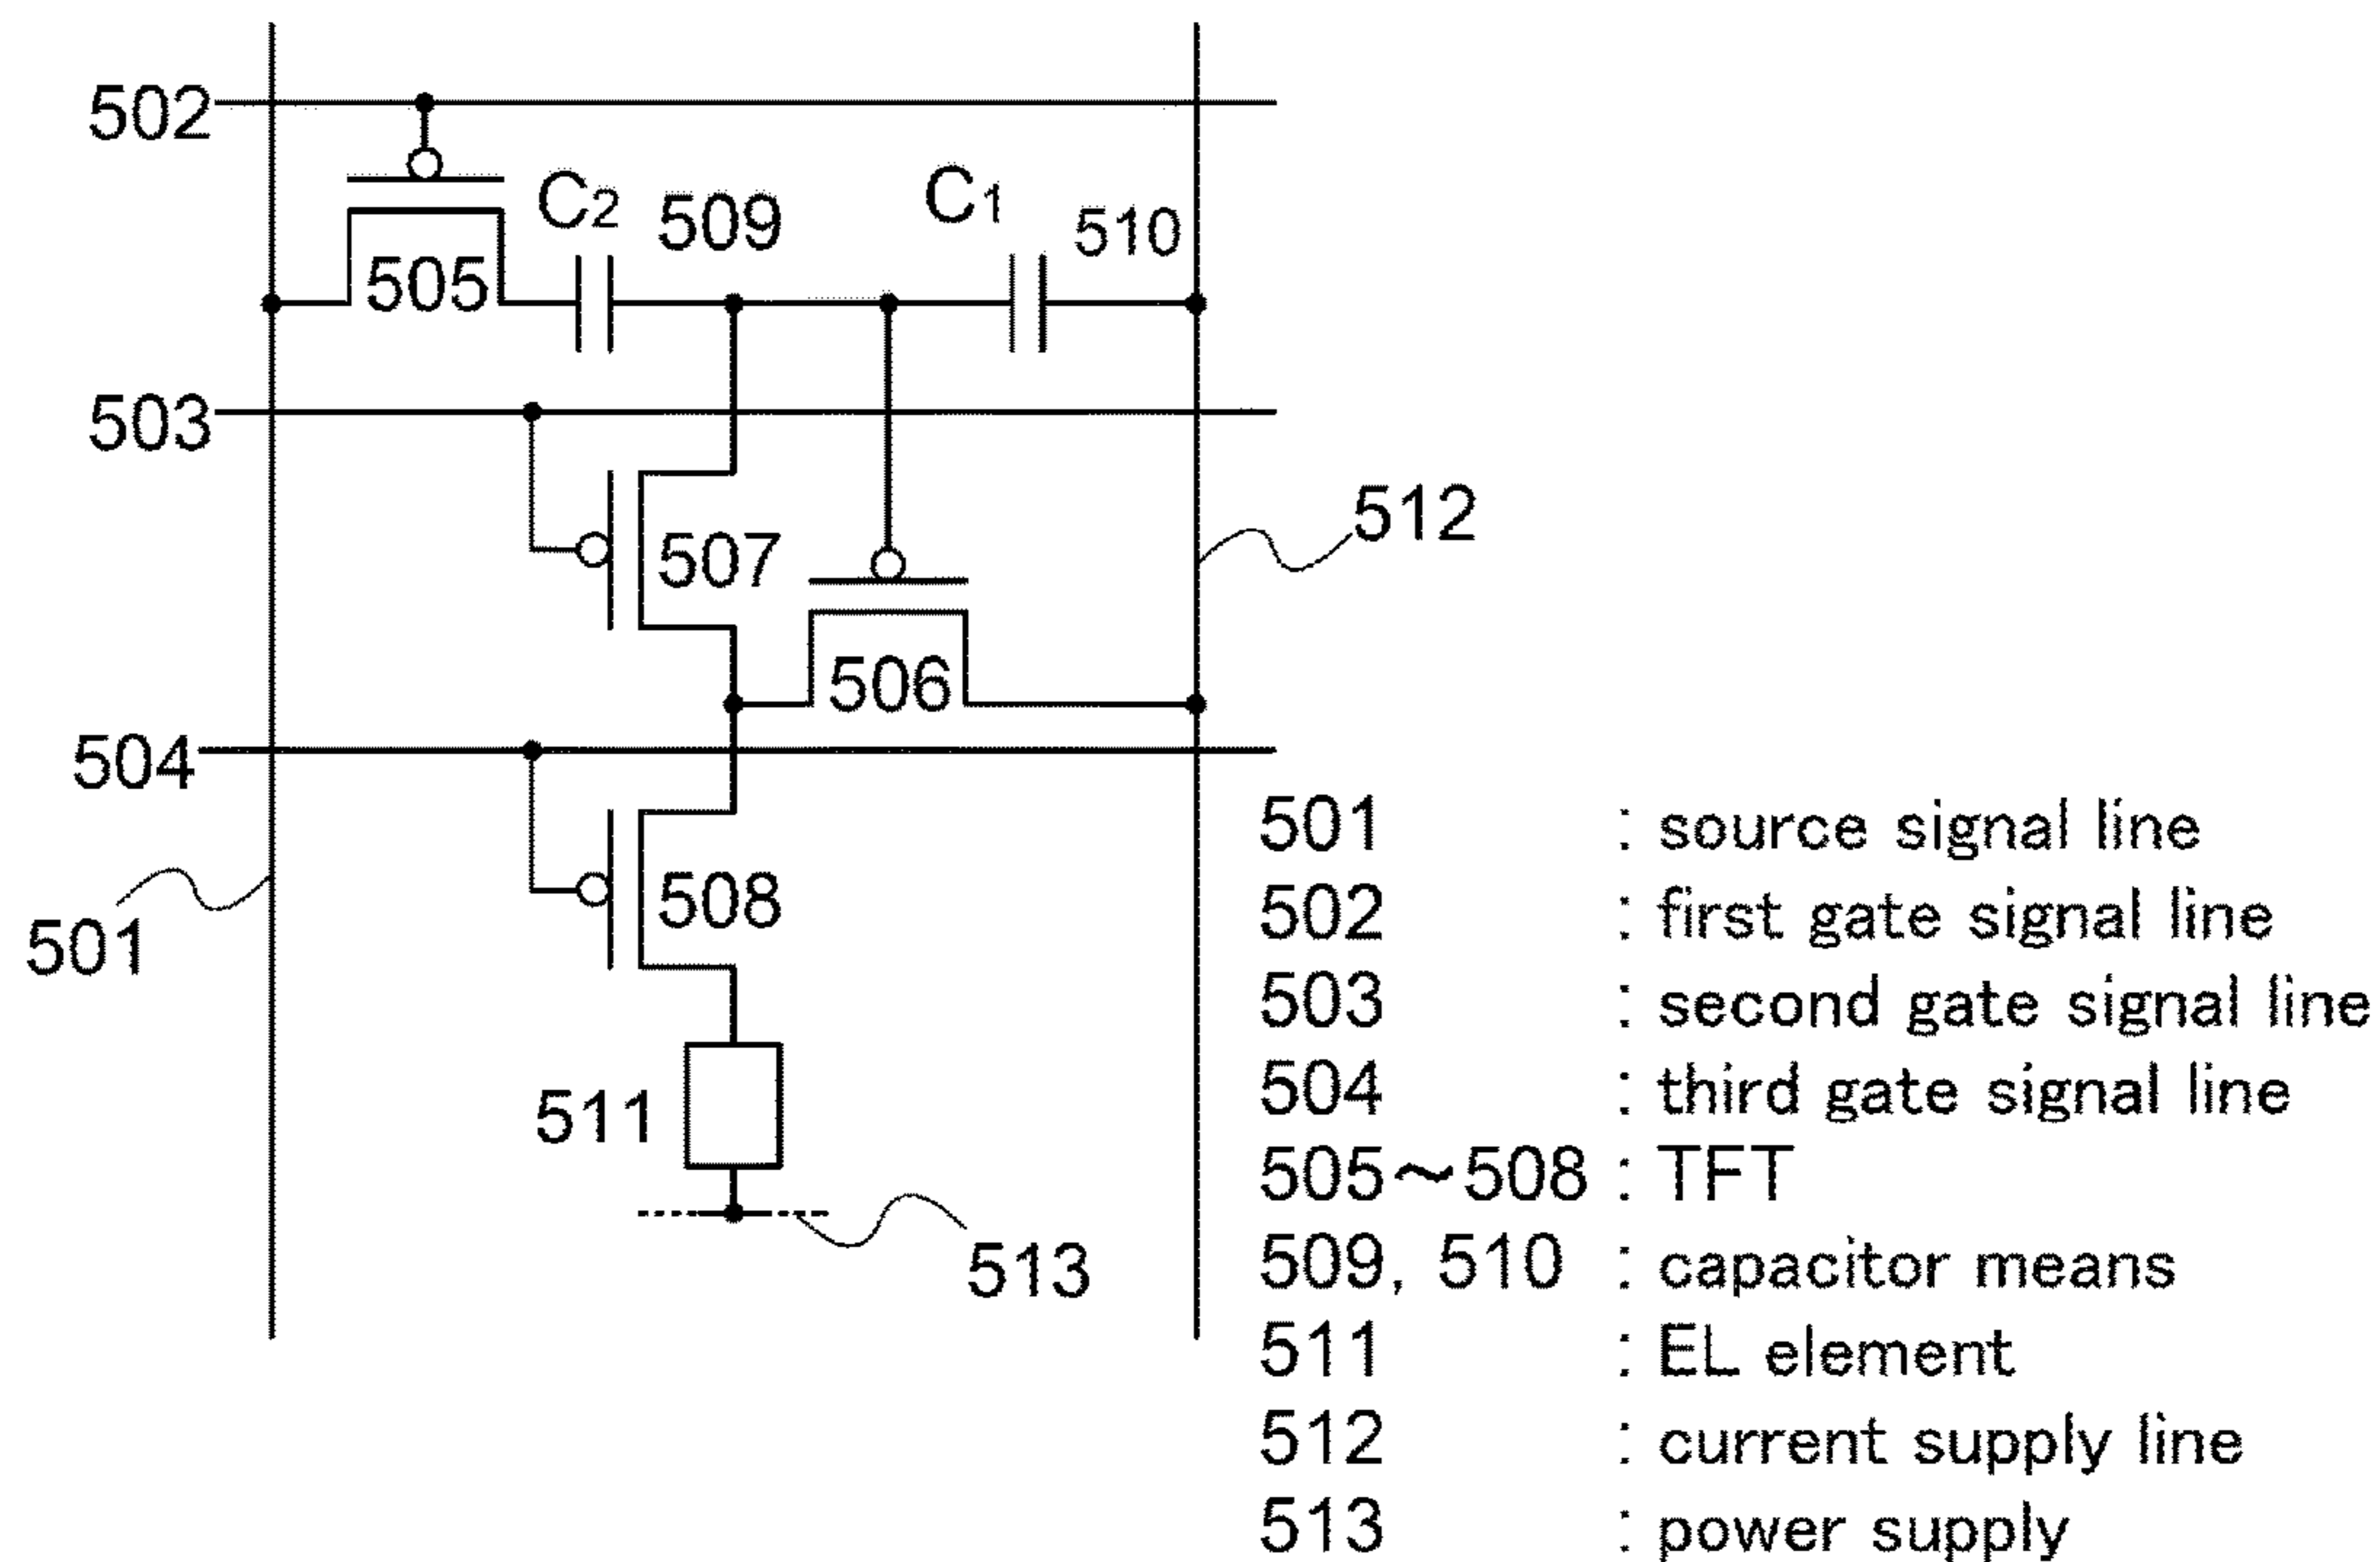 502
C2
509
C1
510
505
503
512
507
506
504
508
501
511
513
501 : source signal line
502 : first gate signal line
503 : second gate signal line
504 : third gate signal line
505~508 : TFT
509, 510 : capacitor means
511 : EL element
512 : current supply line
513 : power supply